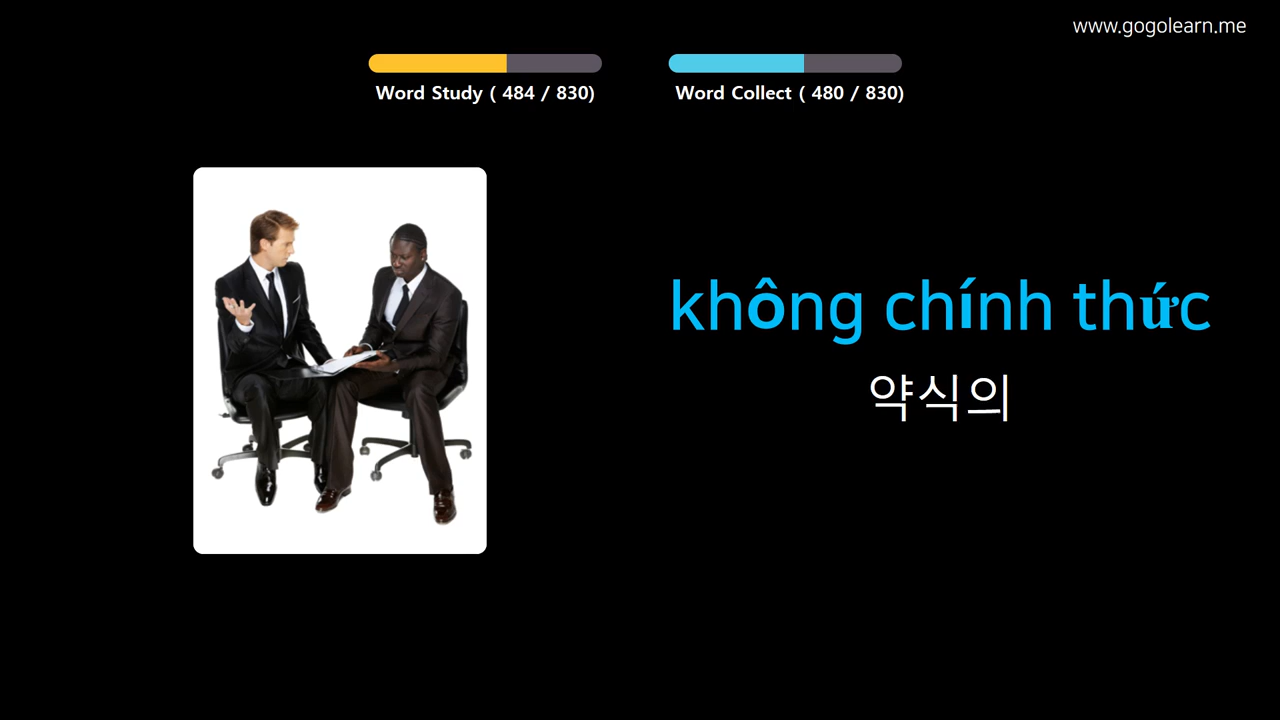 www.gogolearn.me
Word Study ( 484 / 830)
Word Collect ( 480 / 830)
không chính thức
약식의